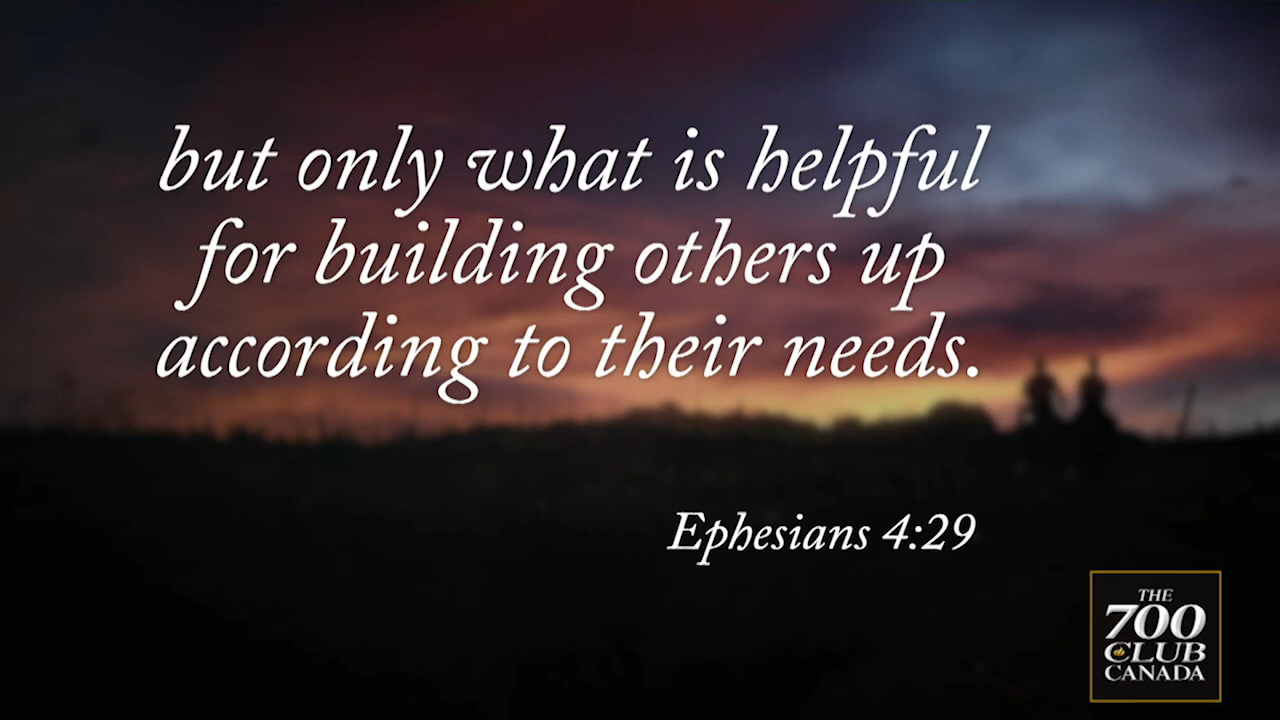 but only what is helpful
for building others up
according to their needs.
Ephesians 4:29
THE
700
CLUB
CANADA